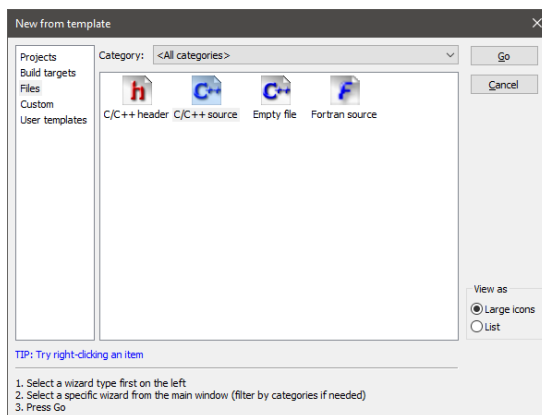 New from template
Projects
Build targets
Files
Custom
User templates
Category: <All categories>
h
C++
C++
F
C/C++ header C/C++ source Empty file Fortran source
Go
Cancel
View as
Large icons
List
TIP: Try right-clicking an item
1. Select a wizard type first on the left
2. Select a specific wizard from the main window (filter by categories if needed)
3. Press Go